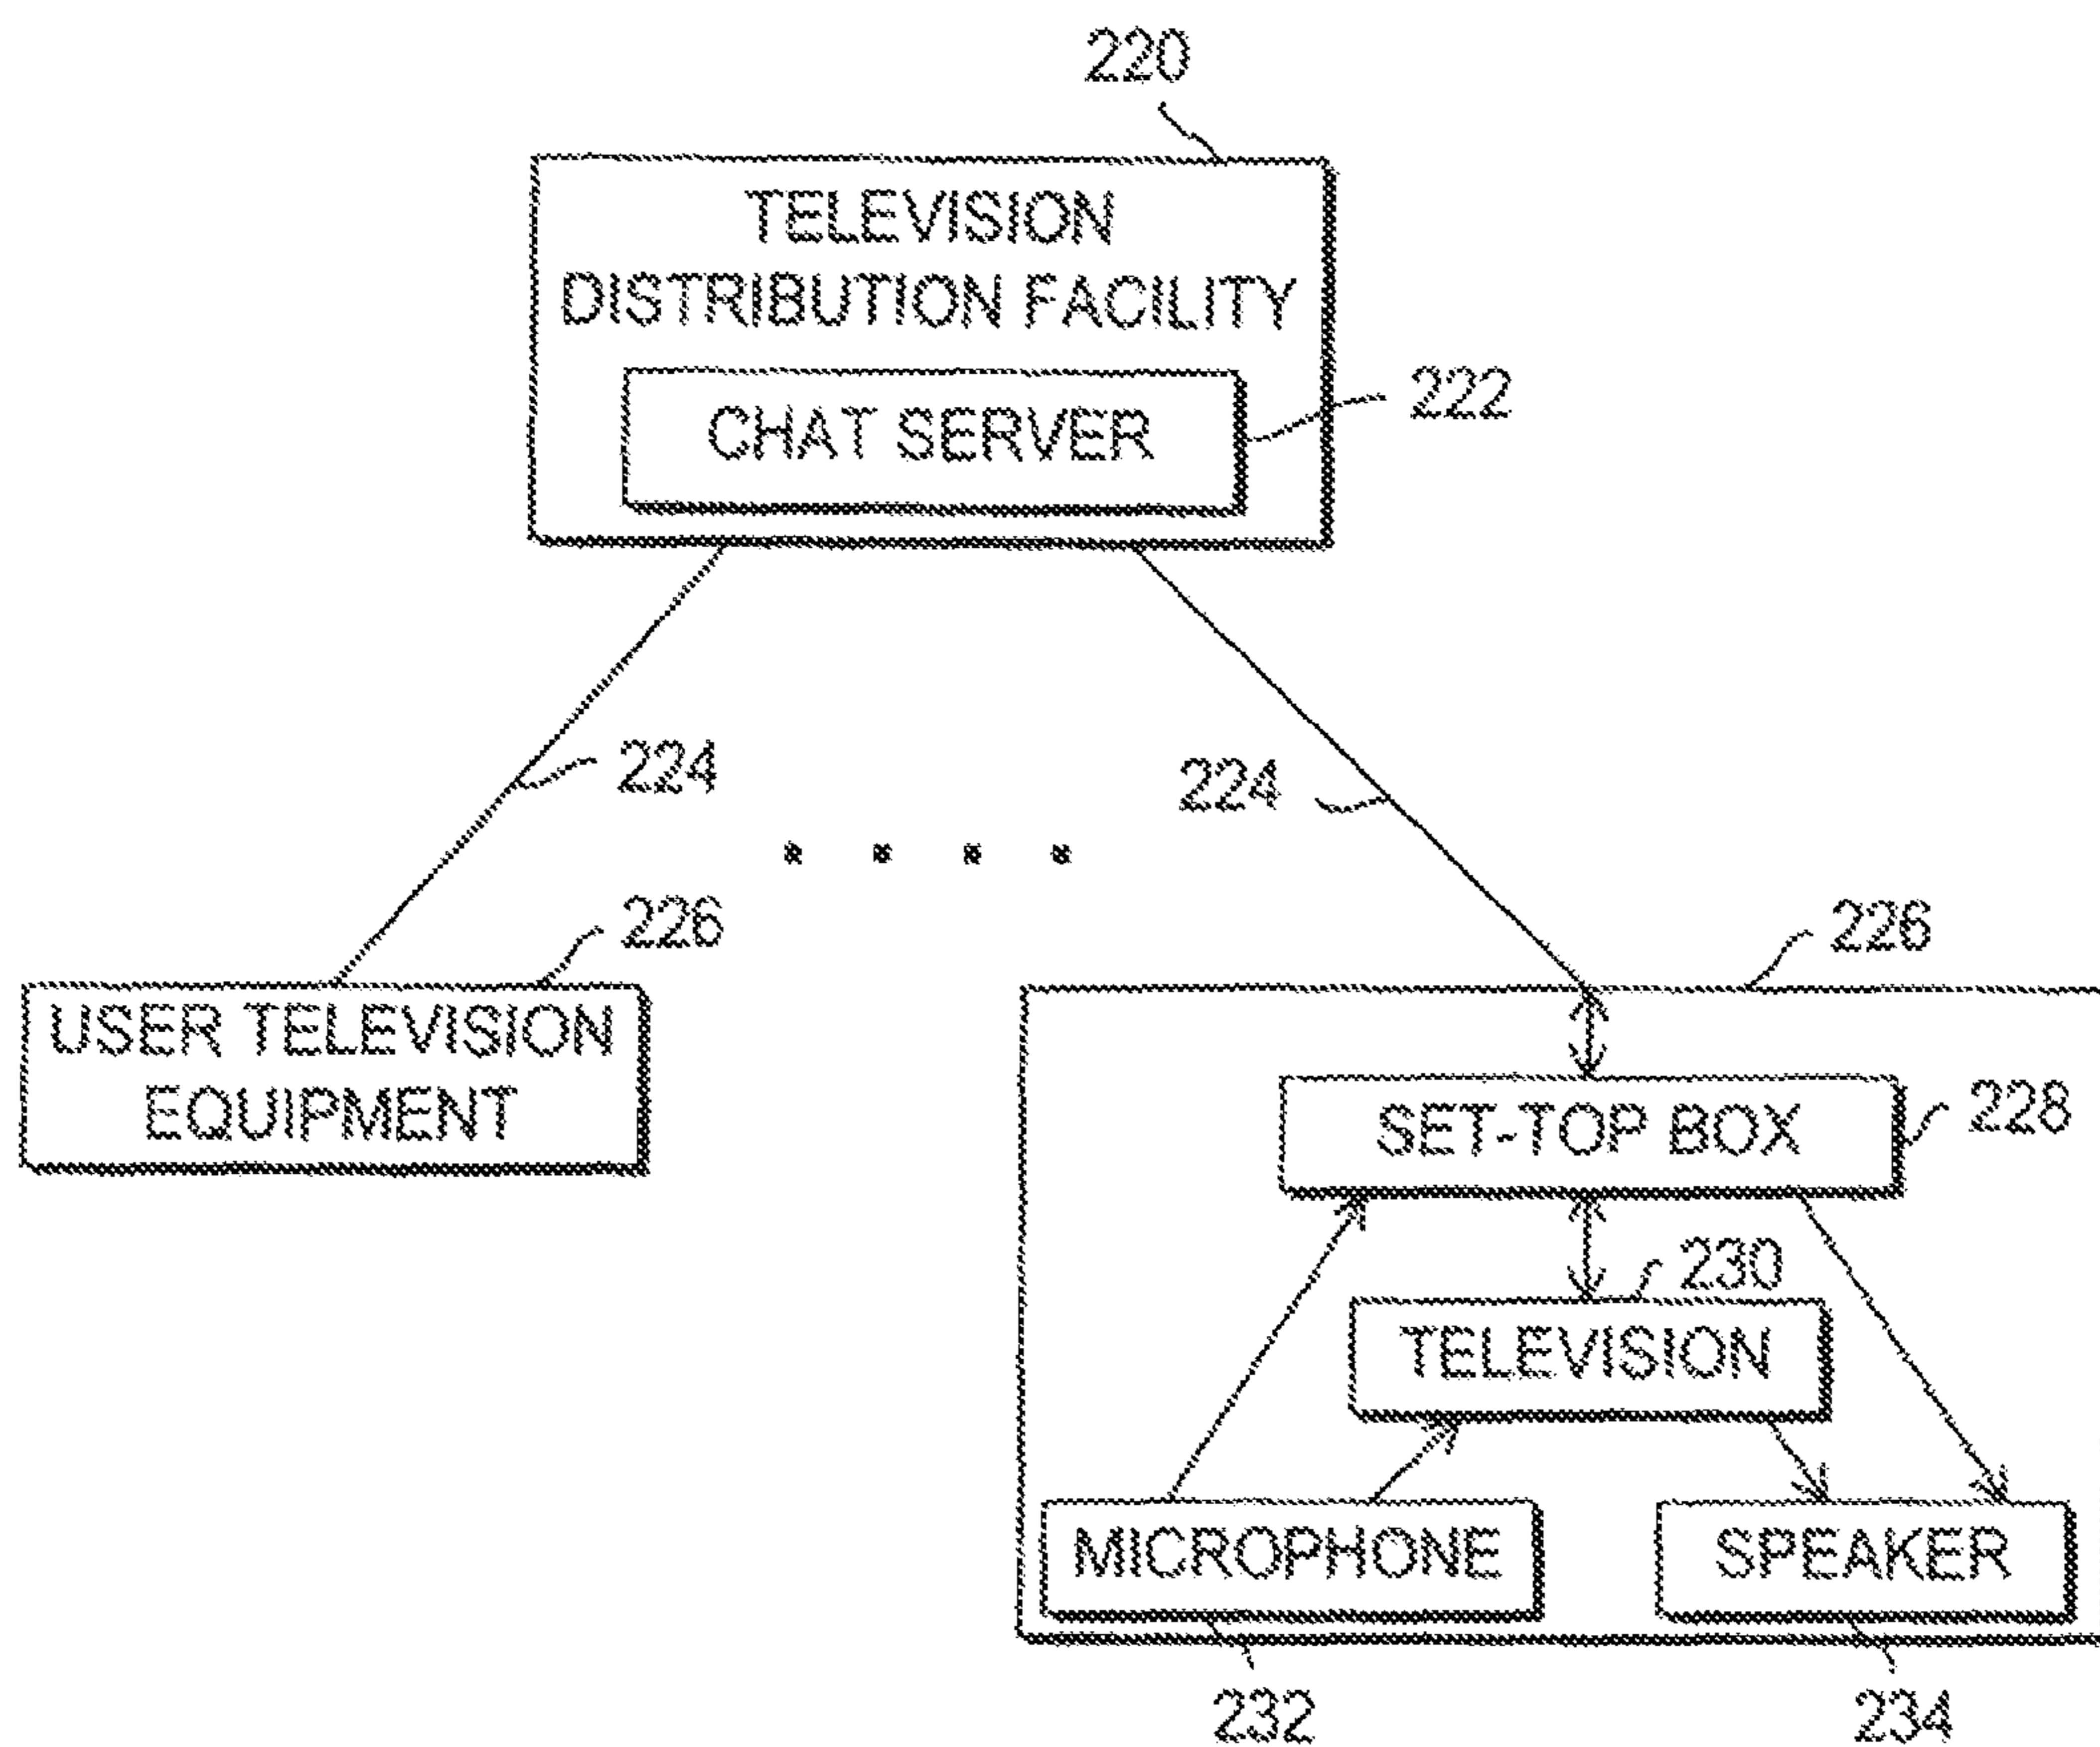 220
TELEVISION
DISTRIBUTION FACILITY
CHAT SERVER
222
224
224
226
226
USER TELEVISION
EQUIPMENT
SET-TOP BOX
228
230
TELEVISION
MICROPHONE
SPEAKER
232
234